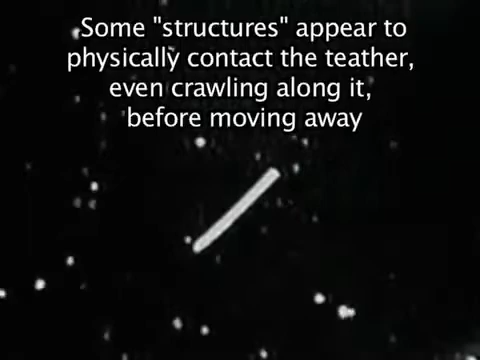 Some "structures" appear to
physically contact the teather,
even crawling along it,
before moving away